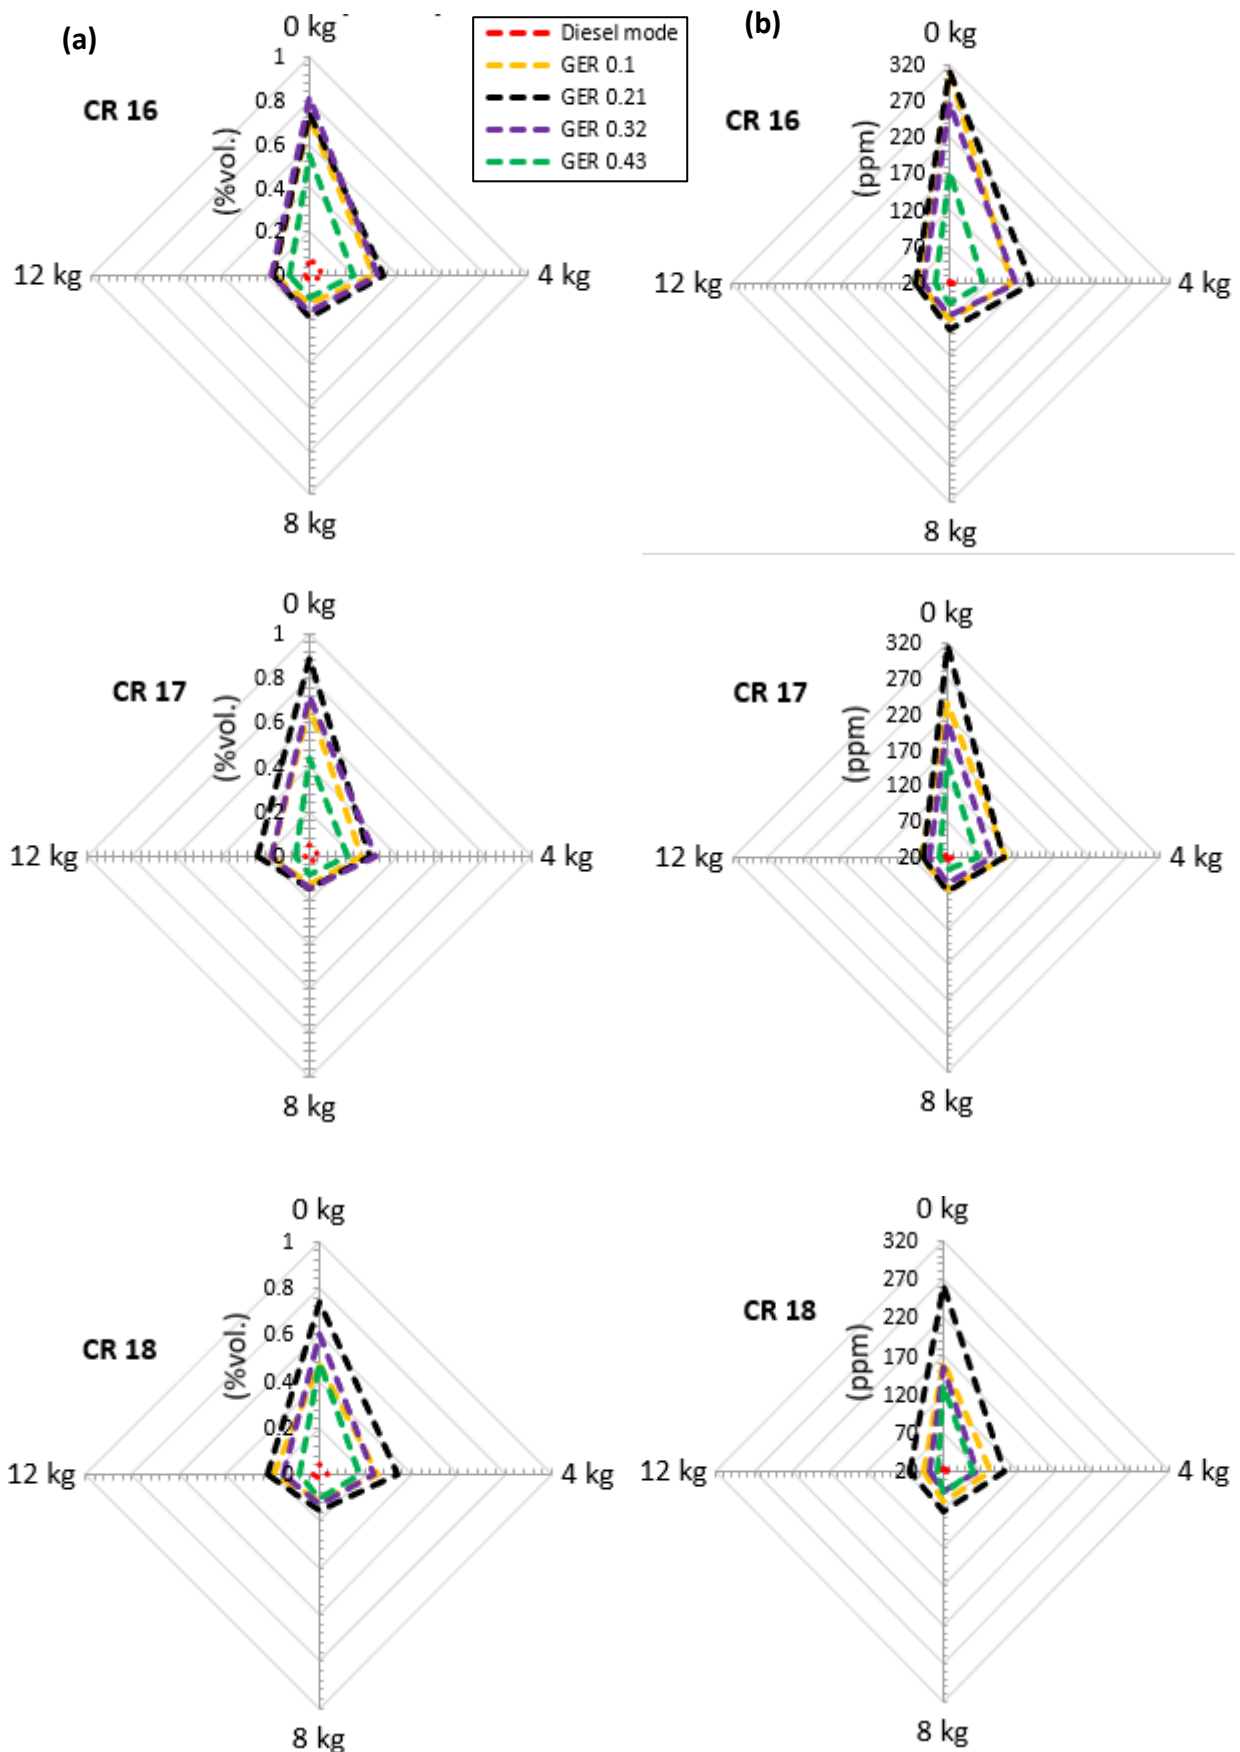 (a)
0 kg
1
0.8
0.6
0.4
0.2
0
(%vol.)
CR 16
12 kg
4 kg
8 kg
Diesel mode
GER 0.1
GER 0.21
GER 0.32
GER 0.43
(b)
0 kg
320
270
220
170
120
70
20
(ppm)
CR 16
12 kg
4 kg
8 kg
0 kg
1
0.8
0.6
0.4
0.2
0
(%vol.)
CR 17
12 kg
4 kg
8 kg
0 kg
320
270
220
170
120
70
20
(ppm)
CR 17
12 kg
4 kg
8 kg
0 kg
1
0.8
0.6
0.4
0.2
0
(%vol.)
CR 18
12 kg
4 kg
8 kg
0 kg
320
270
220
170
120
70
20
(ppm)
CR 18
12 kg
4 kg
8 kg